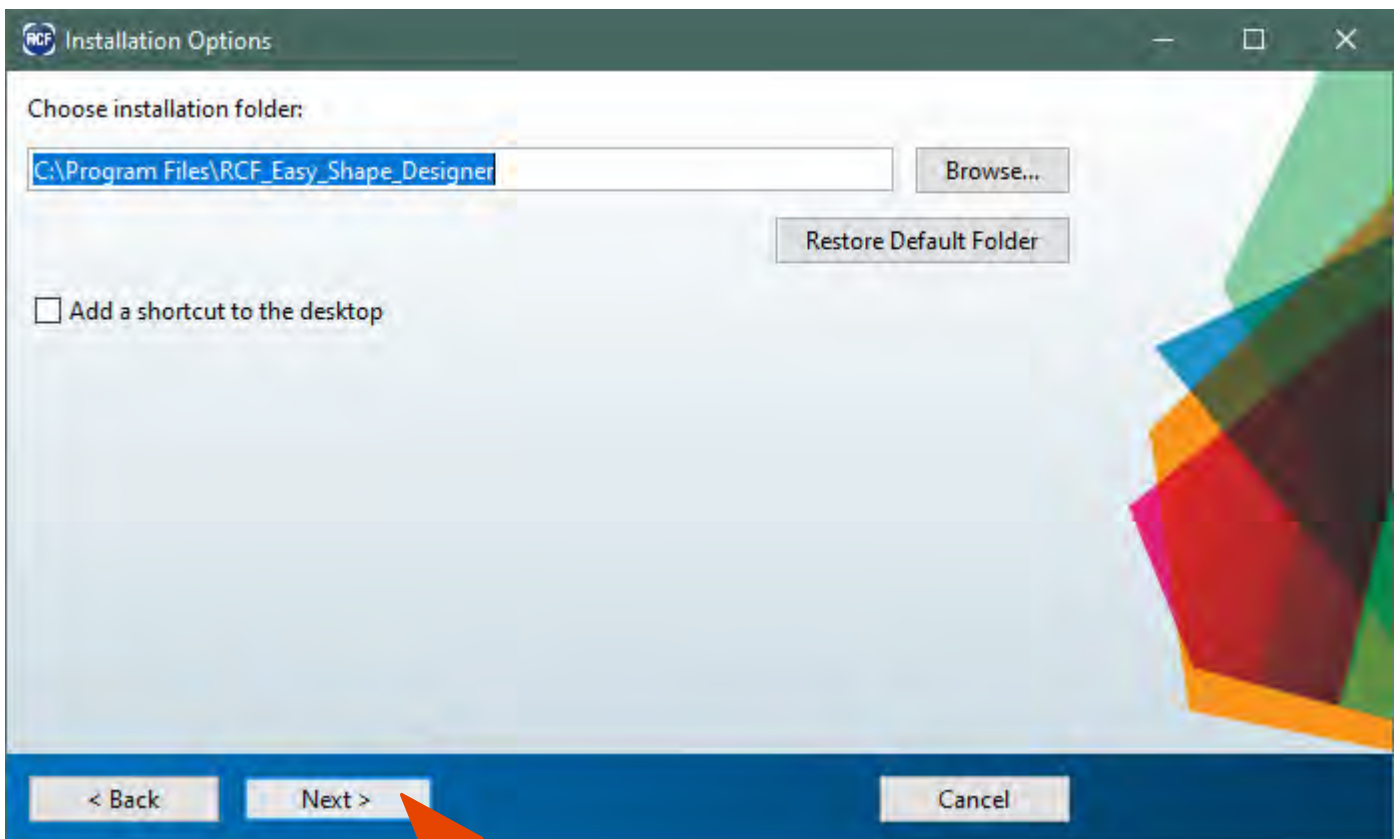 RCF Installation Options
Choose installation folder:
C:\Program Files\RCF_Easy_Shape_Designer
Browse...
Restore Default Folder
Add a shortcut to the desktop
< Back
Next >
Cancel